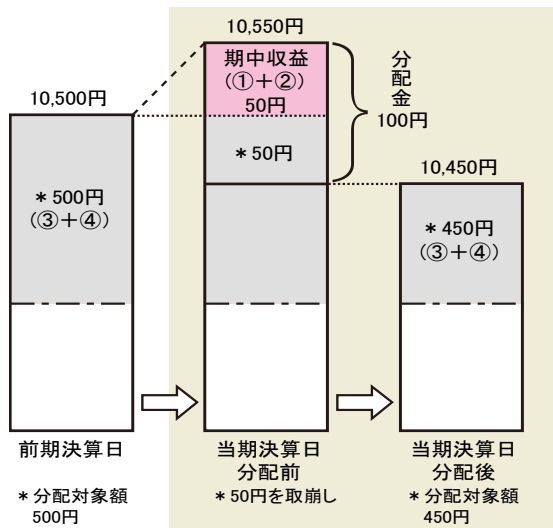 10,500円
*500円
(③+④)
前期決算日
*分配対象額
500円
10,550円
期中収益
(①+②)
50円
*50円
分配金
100円
当期決算日
分配前
*50円を取崩し
10,450円
*450円
(③+④)
当期決算日
分配後
*分配対象額
450円